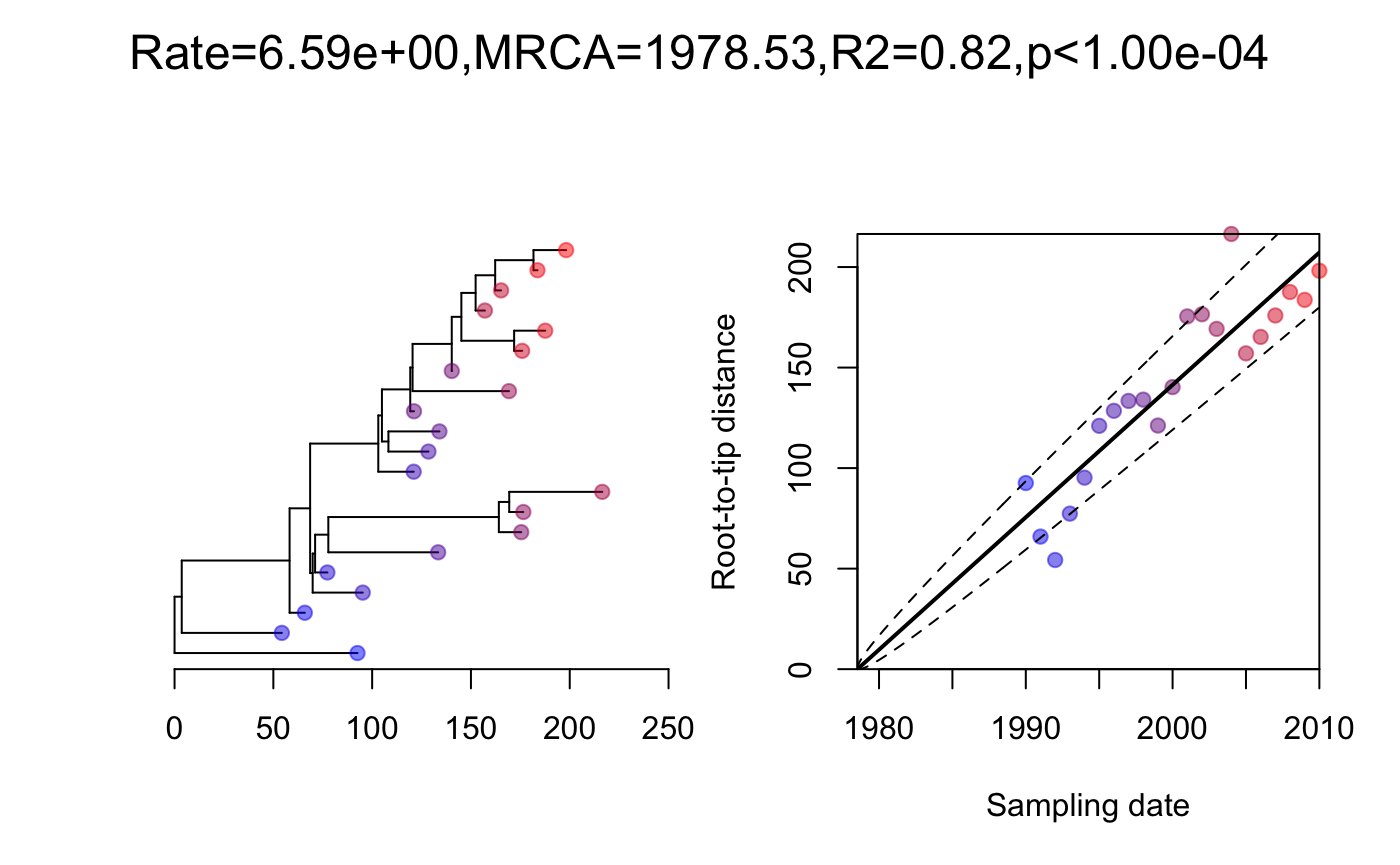 Rate=6.59e+00,MRCA=1978.53,R2=0.82,p<1.00e-04
0 50 100 150 200 250
Root-to-tip distance
0 50 100 150 200
1980 1990 2000 2010
Sampling date